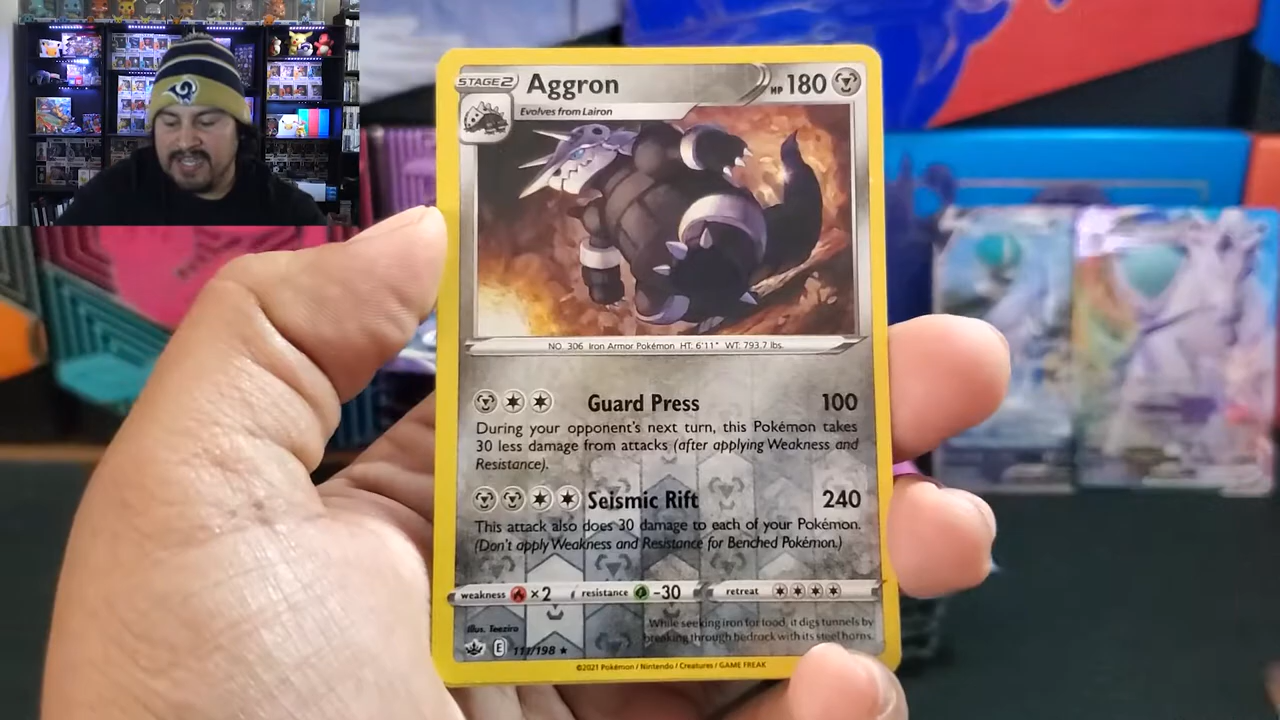 STAGE 2 Aggron HP 180
Evolves from Lairon
NO. 306 Iron Armor Pokémon HT: 6'11" WT: 793.7 lbs.
Guard Press 100
During your opponent's next turn, this Pokémon takes
30 less damage from attacks (after applying Weakness and
Resistance).
Seismic Rift 240
This attack also does 30 damage to each of your Pokémon.
(Don't apply Weakness and Resistance for Benched Pokémon.)
weakness ×2 resistance -30 retreat
Illus. Teeziro
While seeking iron for food, it digs tunnels by
breaking through bedrock with its steel horns.
E 111/198 ★
©2021 Pokémon / Nintendo / Creatures / GAME FREAK